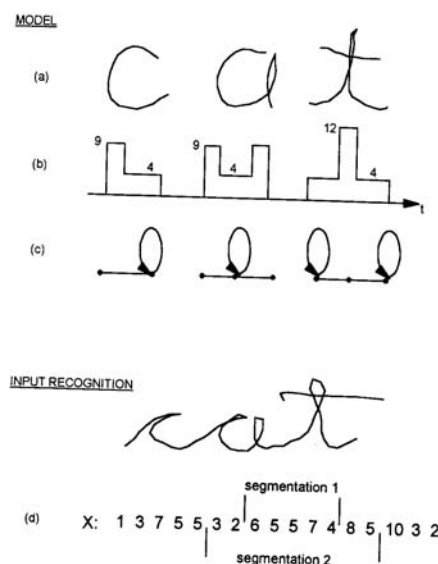 MODEL
(a) c a t
(b) 9 4 9 4 12 4 t
(c)
INPUT RECOGNITION
cat
segmentation 1
(d) X: 1 3 7 5 5 3 2 6 5 5 7 4 8 5 10 3 2
segmentation 2